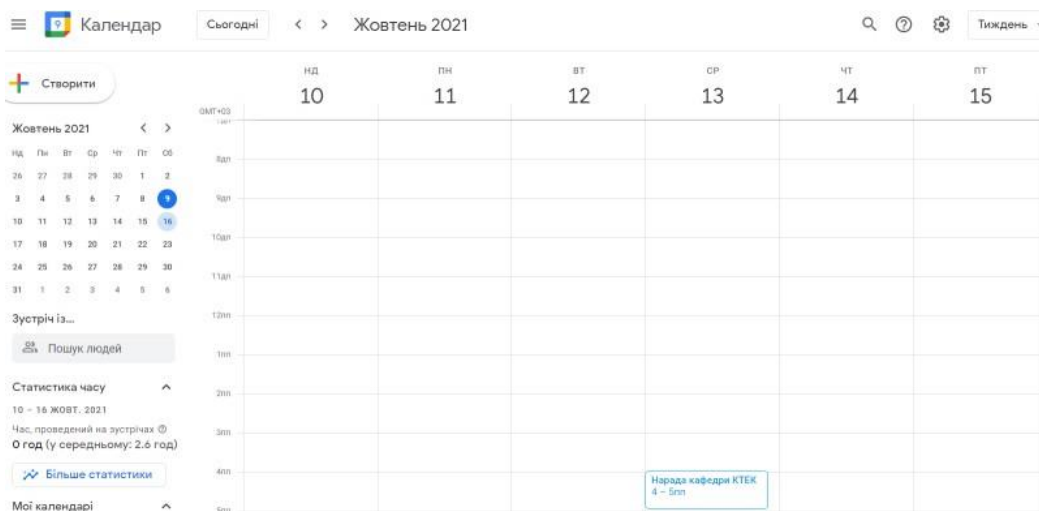 Календар Сьогодні < > Жовтень 2021 Тиждень
Створити
НД ПН ВТ СР ЧТ ПТ
10 11 12 13 14 15
GMT+03
Жовтень 2021 < >
Нд Пн Вт Ср Чт Пт Сб
26 27 28 29 30 1 2
3 4 5 6 7 8 9
10 11 12 13 14 15 16
17 18 19 20 21 22 23
24 25 26 27 28 29 30
31 1 2 3 4 5 6
8дп
9дп
10дп
11дп
12пп
1пп
2пп
3пп
4пп
5пп
Зустріч із...
Пошук людей
Статистика часу
10 – 16 ЖОВТ. 2021
Час, проведений на зустрічах
0 год (у середньому: 2.6 год)
Більше статистики
Мої календарі
Нарада кафедри КТЕК
4 – 5пп